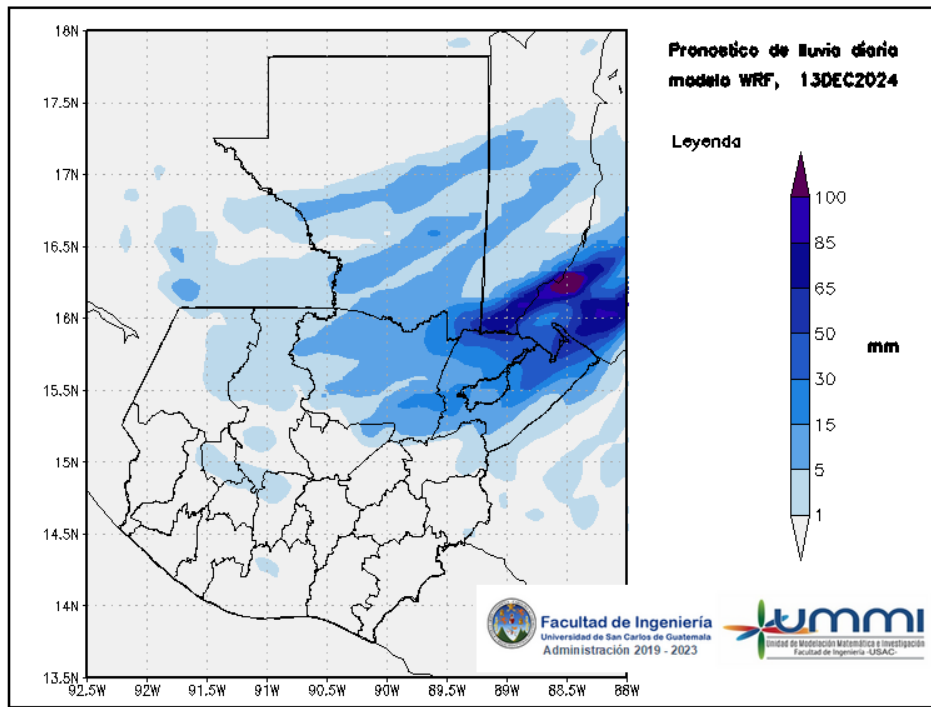 Pronostico de lluvia diaria
modelo WRF, 13DEC2024
Leyenda
100
85
65
50
30
15
5
1
mm
18N
17.5N
17N
16.5N
16N
15.5N
15N
14.5N
14N
13.5N
92.5W
92W
91.5W
91W
90.5W
90W
89.5W
89W
88.5W
88W
Facultad de Ingeniería
Universidad de San Carlos de Guatemala
Administración 2019 - 2023
UMMI
Unidad de Modelación Matemática e Investigación
Facultad de Ingeniería -USAC-